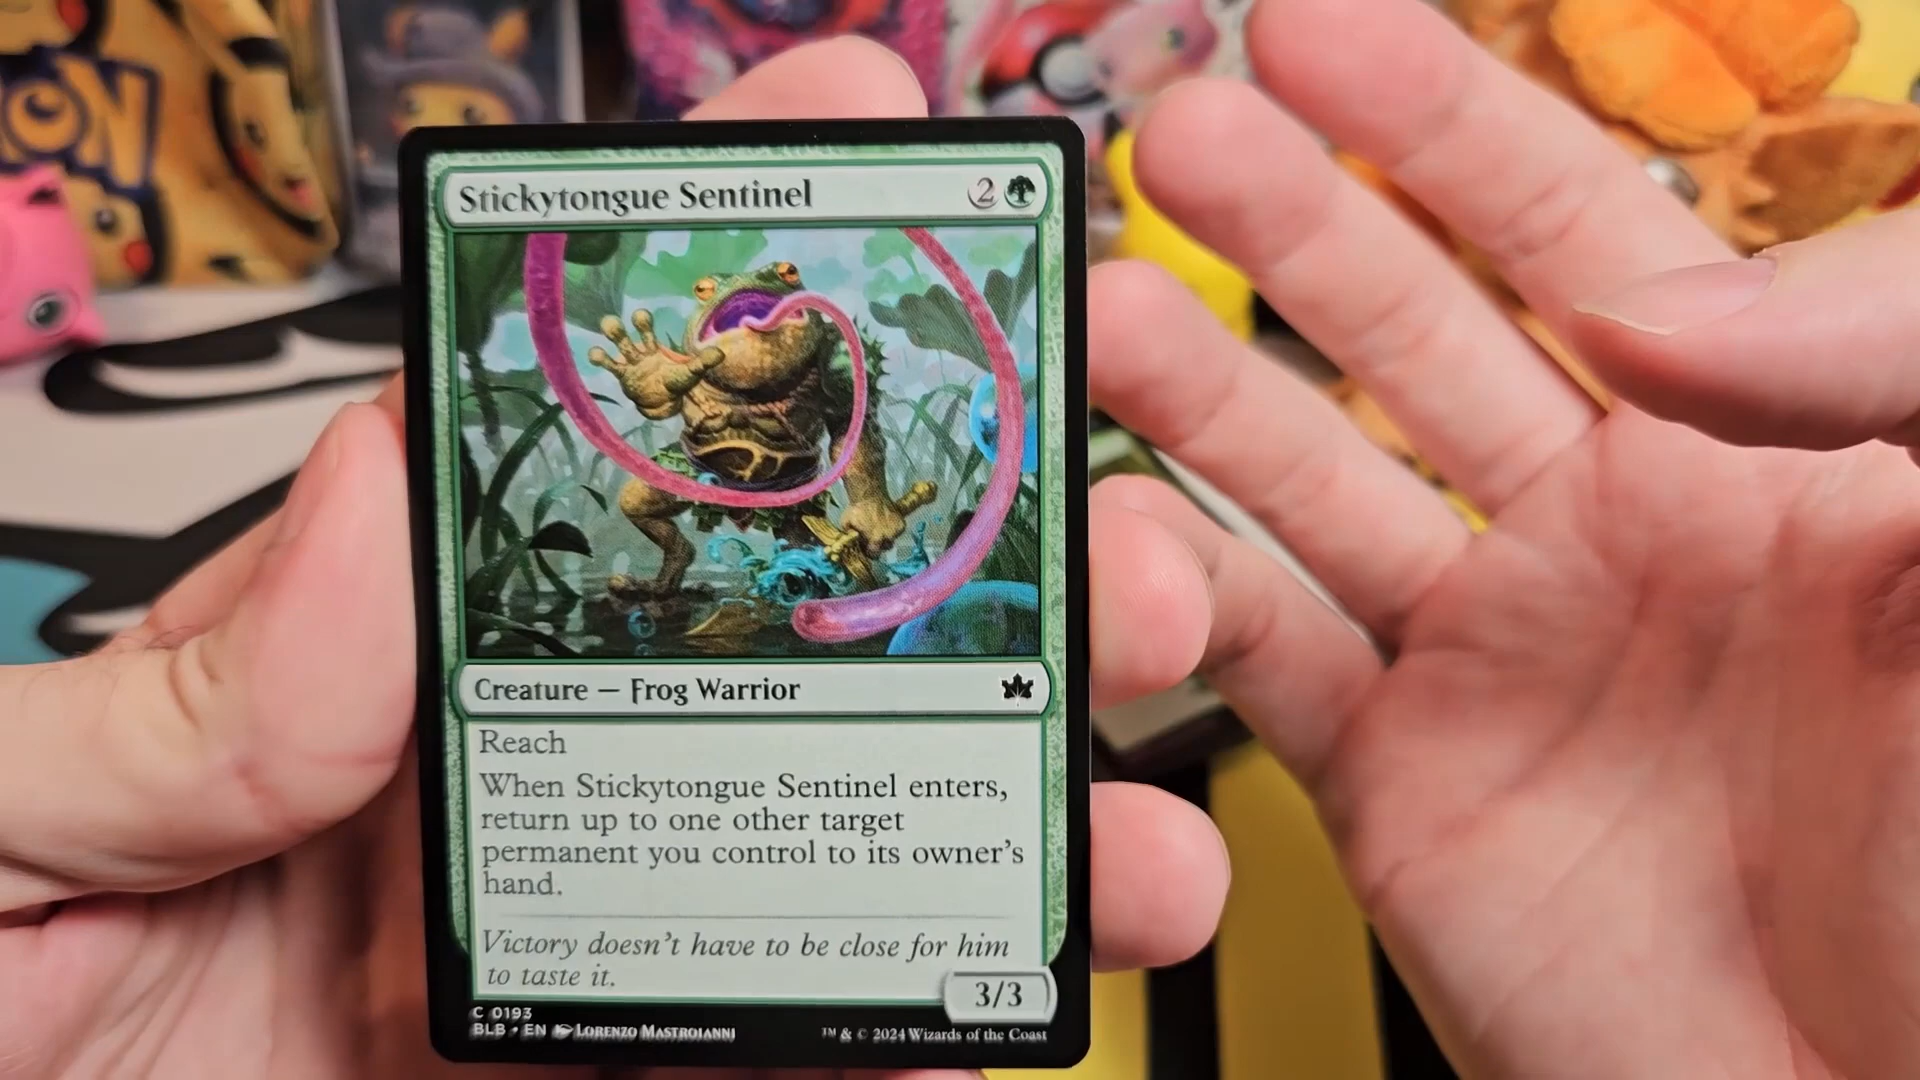 ON
Stickytongue Sentinel 2
Creature — Frog Warrior
Reach
When Stickytongue Sentinel enters,
return up to one other target
permanent you control to its owner's
hand.
Victory doesn't have to be close for him
to taste it.
3/3
C 0193
BLB • EN Lorenzo Mastroianni
™ & © 2024 Wizards of the Coast